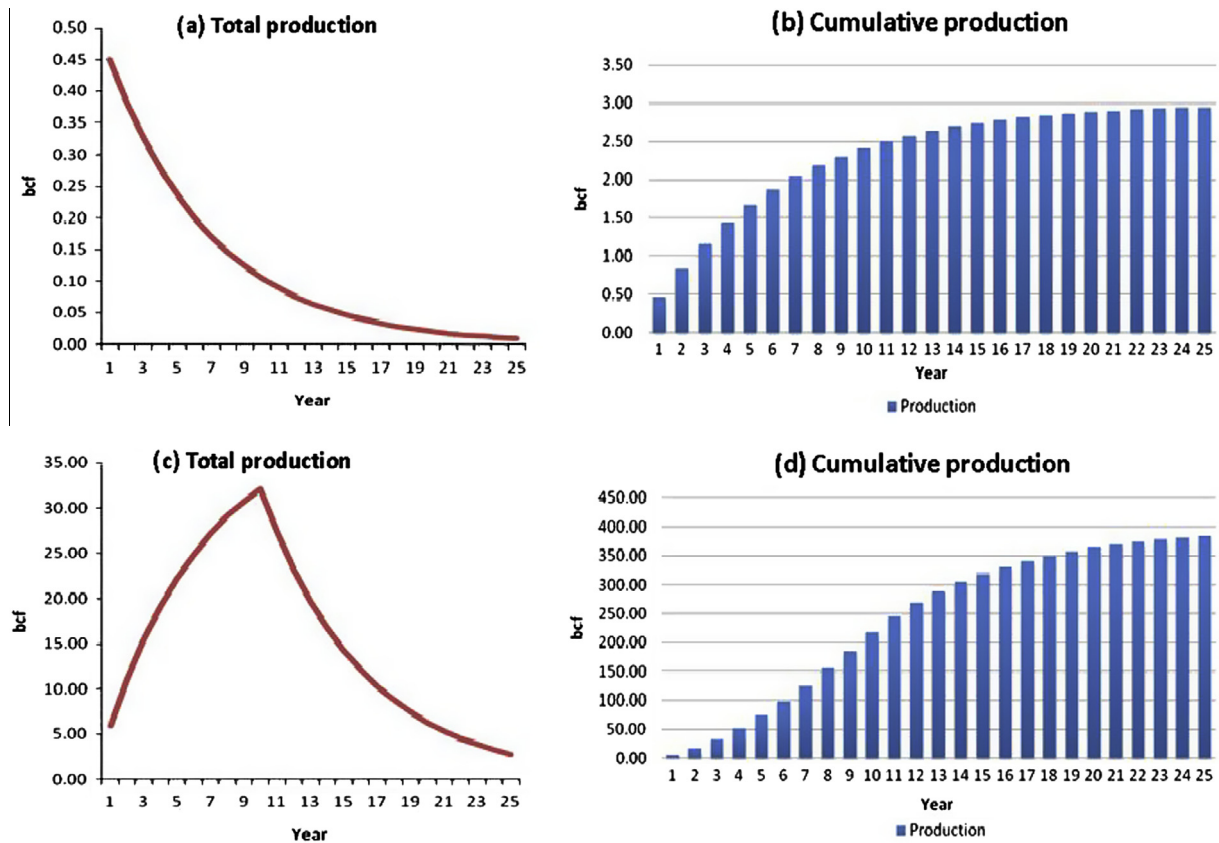 (a) Total production
0.50
0.45
0.40
0.35
0.30
0.25
0.20
0.15
0.10
0.05
0.00
bcf
1 3 5 7 9 11 13 15 17 19 21 23 25
Year
(b) Cumulative production
3.50
3.00
2.50
2.00
1.50
1.00
0.50
0.00
bcf
1 2 3 4 5 6 7 8 9 10 11 12 13 14 15 16 17 18 19 20 21 22 23 24 25
Year
Production
(c) Total production
35.00
30.00
25.00
20.00
15.00
10.00
5.00
0.00
bcf
1 3 5 7 9 11 13 15 17 19 21 23 25
Year
(d) Cumulative production
450.00
400.00
350.00
300.00
250.00
200.00
150.00
100.00
50.00
0.00
bcf
1 2 3 4 5 6 7 8 9 10 11 12 13 14 15 16 17 18 19 20 21 22 23 24 25
Year
Production